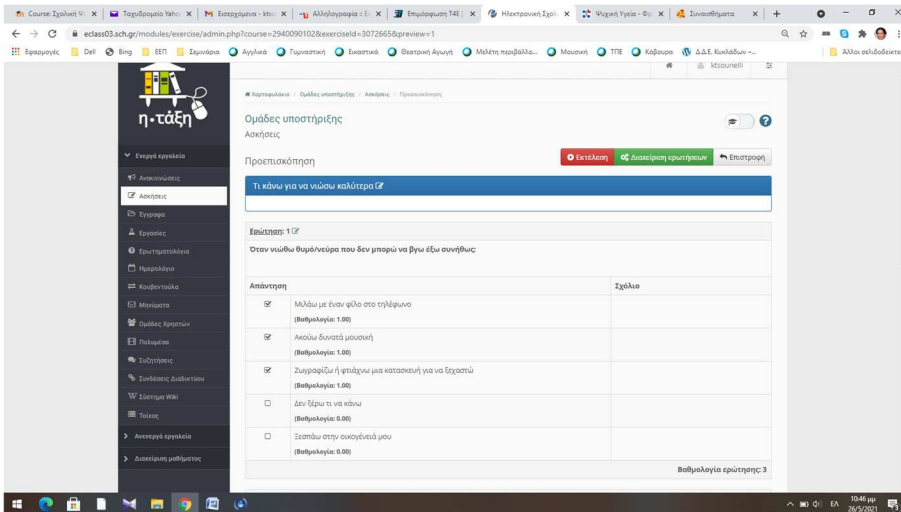 Course: Σχολική Ψυ
Ταχυδρομείο Yaho
Εισερχόμενα - ktso
Αλληλογραφία :: Ει
Επιμόρφωση T4E |
Ηλεκτρονική Σχολ
Ψυχική Υγεία - Φρ
Συναισθήματα
eclass03.sch.gr/modules/exercise/admin.php?course=2940090102&exerciseId=3072665&preview=1
Εφαρμογές Dell Bing ΕΕΠ Σεμινάρια Αγγλικά Γυμναστική Εικαστικά Θεατρική Αγωγή Μελέτη περιβάλλο... Μουσική ΤΠΕ Κάβουρα Δ.Δ.Ε. Κυκλάδων –... Άλλοι σελιδοδείκτες
ktsounelli
η-τάξη
Χαρτοφυλάκιο / Ομάδες υποστήριξης / Ασκήσεις / Προεπισκόπηση
Ομάδες υποστήριξης
Ασκήσεις
Προεπισκόπηση
Εκτέλεση Διαχείριση ερωτήσεων Επιστροφή
Ενεργά εργαλεία
Ανακοινώσεις
Ασκήσεις
Έγγραφα
Εργασίες
Ερωτηματολόγια
Ημερολόγιο
Κουβεντούλα
Μηνύματα
Ομάδες Χρηστών
Πολυμέσα
Συζητήσεις
Συνδέσεις Διαδικτύου
Σύστημα Wiki
Τοίχος
Ανενεργά εργαλεία
Διαχείριση μαθήματος
Τι κάνω για να νιώσω καλύτερα
Ερώτηση: 1
Όταν νιώθω θυμό/νεύρα που δεν μπορώ να βγω έξω συνήθως:
Απάντηση Σχόλιο
Μιλάω με έναν φίλο στο τηλέφωνο
(Βαθμολογία: 1.00)
Ακούω δυνατά μουσική
(Βαθμολογία: 1.00)
Ζωγραφίζω ή φτιάχνω μια κατασκευή για να ξεχαστώ
(Βαθμολογία: 1.00)
Δεν ξέρω τι να κάνω
(Βαθμολογία: 0.00)
Ξεσπάω στην οικογένειά μου
(Βαθμολογία: 0.00)
Βαθμολογία ερώτησης: 3
ΕΛ
10:46 μμ
26/5/2021